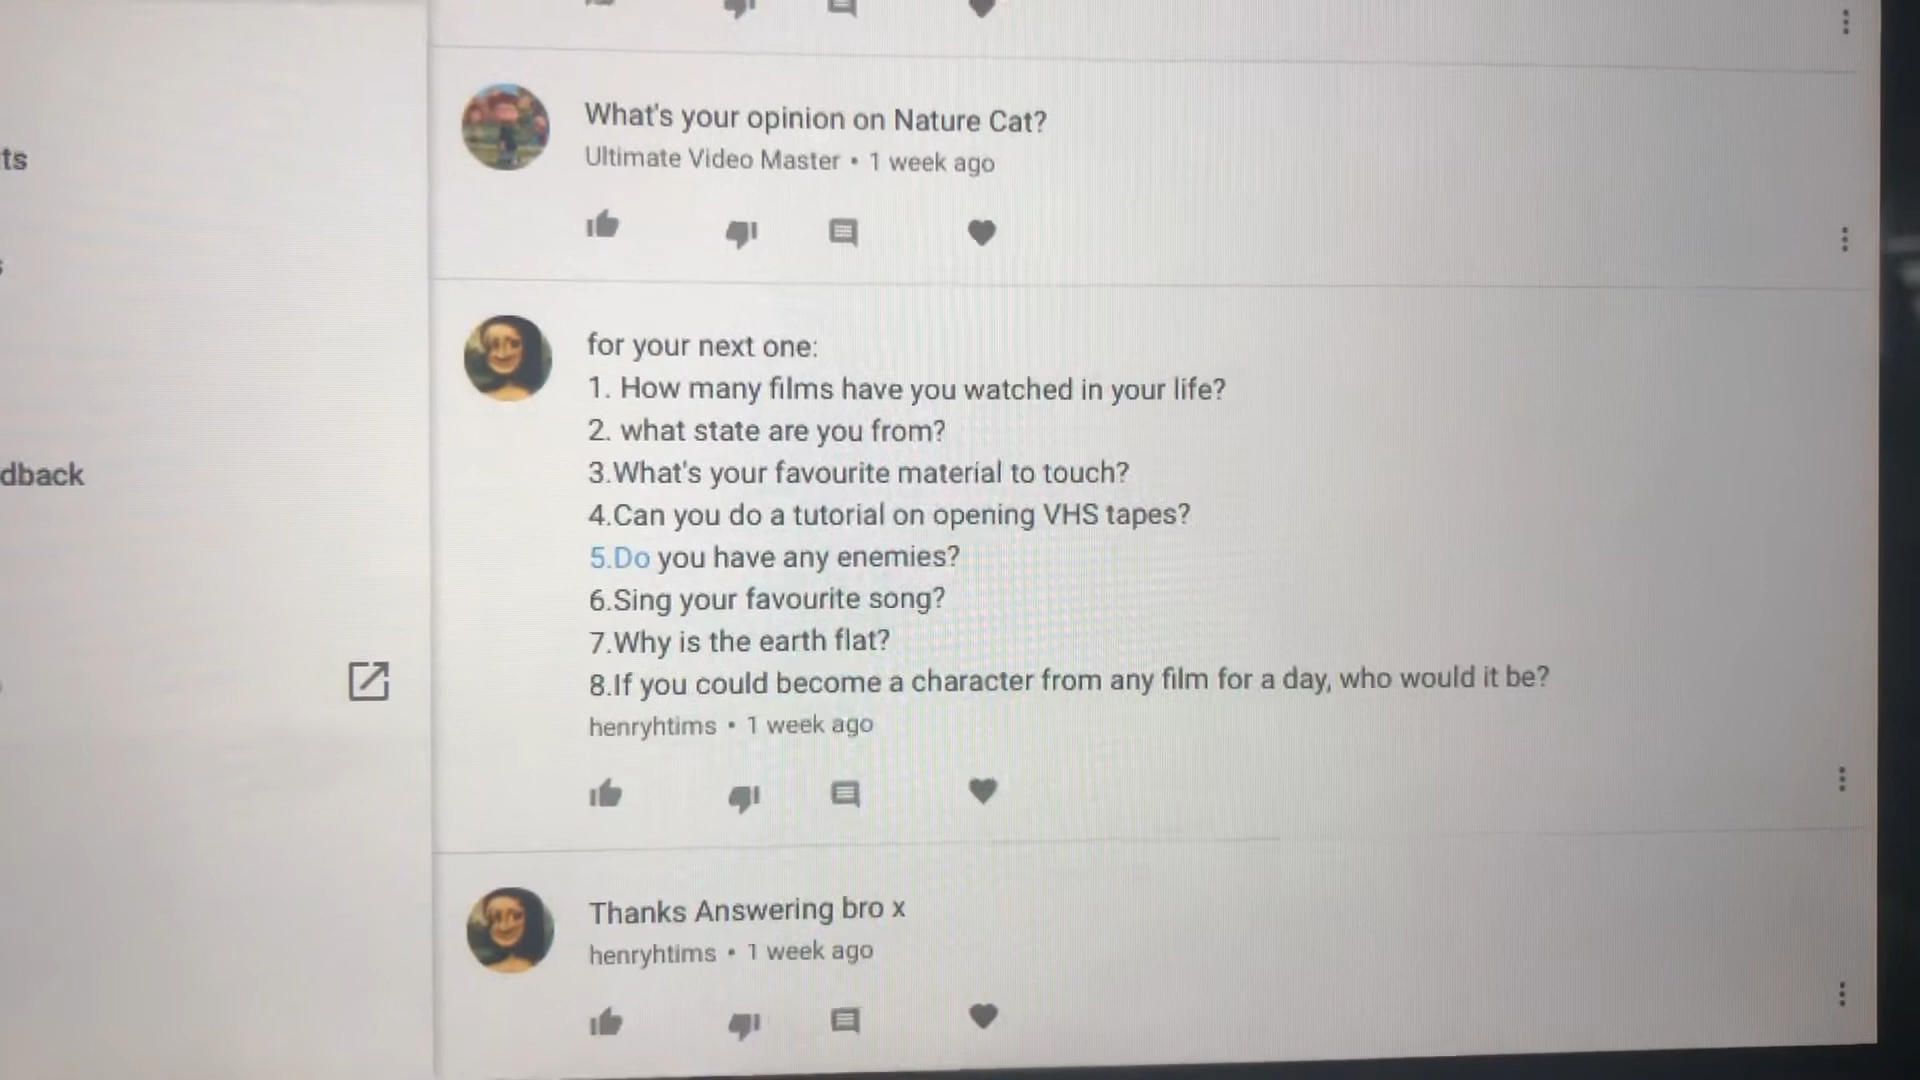 What's your opinion on Nature Cat?
Ultimate Video Master • 1 week ago
ts
for your next one:
1. How many films have you watched in your life?
2. what state are you from?
3.What's your favourite material to touch?
dback
4.Can you do a tutorial on opening VHS tapes?
5.Do you have any enemies?
6.Sing your favourite song?
7.Why is the earth flat?
8.If you could become a character from any film for a day, who would it be?
henryhtims • 1 week ago
Thanks Answering bro x
henryhtims • 1 week ago